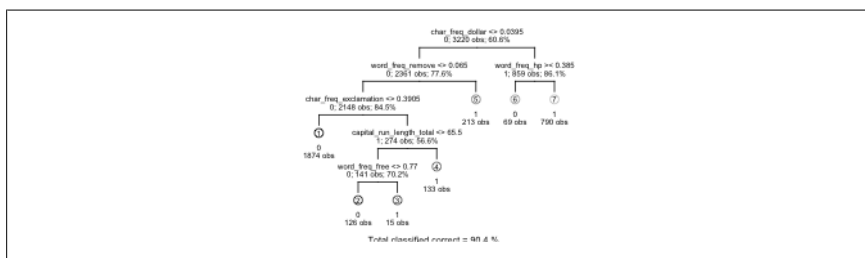 char_freq_dollar <> 0.0395
0; 3220 obs; 60.6%
word_freq_remove <> 0.065
0; 2361 obs; 77.6%
word_freq_hp >< 0.385
1; 859 obs; 86.1%
char_freq_exclamation <> 0.3905
0; 2148 obs; 84.5%
⑤
1
213 obs
⑥
0
69 obs
⑦
1
790 obs
①
0
1874 obs
capital_run_length_total <> 65.5
1; 274 obs; 56.6%
word_freq_free <> 0.77
0; 141 obs; 70.2%
④
1
133 obs
②
0
126 obs
③
1
15 obs
Total classified correct = 90.4 %